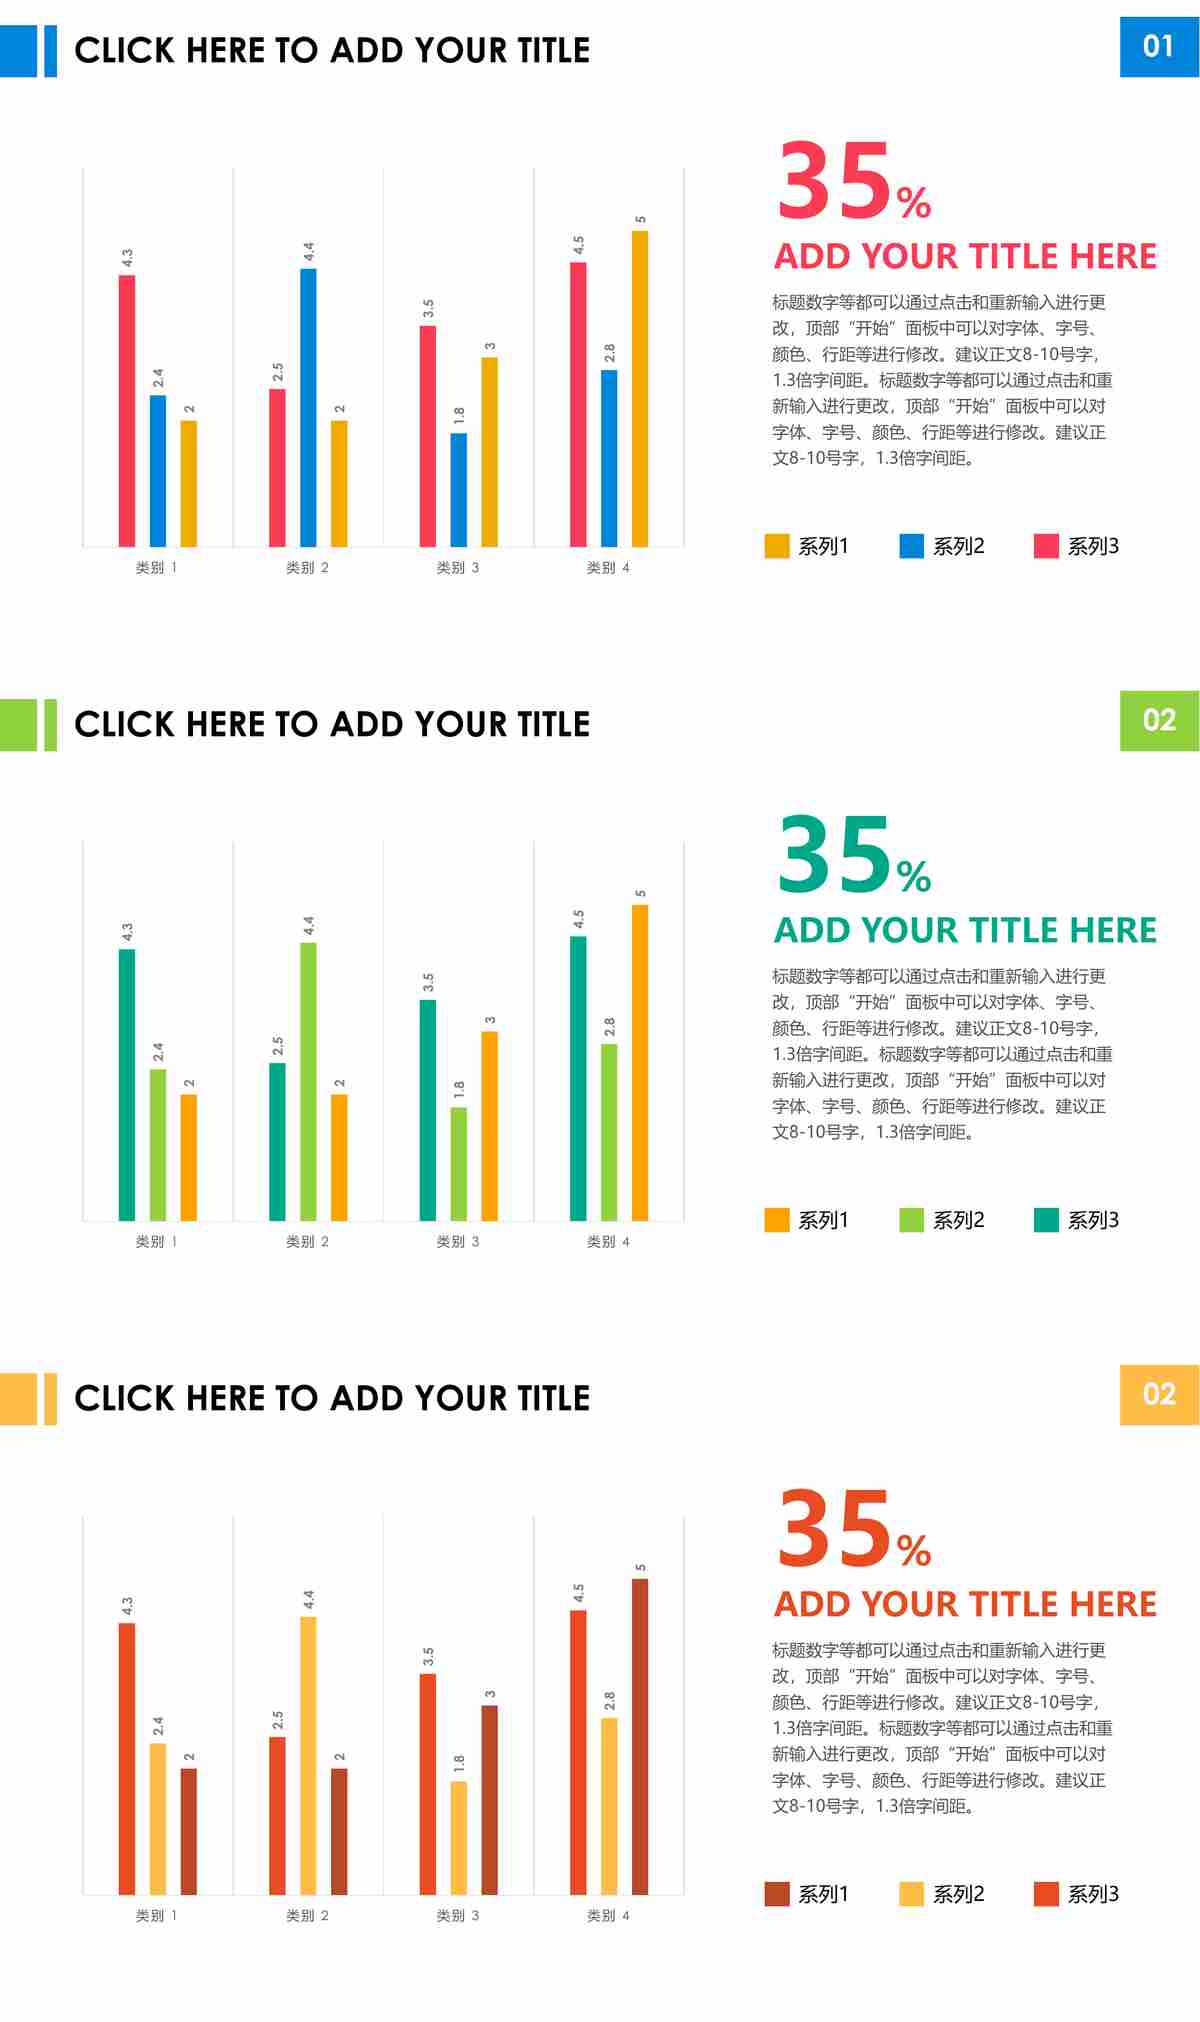 CLICK HERE TO ADD YOUR TITLE
01
35%
ADD YOUR TITLE HERE
标题数字等都可以通过点击和重新输入进行更
改，顶部“开始”面板中可以对字体、字号、
颜色、行距等进行修改。建议正文8-10号字，
1.3倍字间距。标题数字等都可以通过点击和重
新输入进行更改，顶部“开始”面板中可以对
字体、字号、颜色、行距等进行修改。建议正
文8-10号字，1.3倍字间距。
4.3
2.4
2
2.5
4.4
2
3.5
1.8
3
4.5
2.8
5
类别 1
类别 2
类别 3
类别 4
系列1
系列2
系列3
CLICK HERE TO ADD YOUR TITLE
02
35%
ADD YOUR TITLE HERE
标题数字等都可以通过点击和重新输入进行更
改，顶部“开始”面板中可以对字体、字号、
颜色、行距等进行修改。建议正文8-10号字，
1.3倍字间距。标题数字等都可以通过点击和重
新输入进行更改，顶部“开始”面板中可以对
字体、字号、颜色、行距等进行修改。建议正
文8-10号字，1.3倍字间距。
4.3
2.4
2
2.5
4.4
2
3.5
1.8
3
4.5
2.8
5
类别 1
类别 2
类别 3
类别 4
系列1
系列2
系列3
CLICK HERE TO ADD YOUR TITLE
02
35%
ADD YOUR TITLE HERE
标题数字等都可以通过点击和重新输入进行更
改，顶部“开始”面板中可以对字体、字号、
颜色、行距等进行修改。建议正文8-10号字，
1.3倍字间距。标题数字等都可以通过点击和重
新输入进行更改，顶部“开始”面板中可以对
字体、字号、颜色、行距等进行修改。建议正
文8-10号字，1.3倍字间距。
4.3
2.4
2
2.5
4.4
2
3.5
1.8
3
4.5
2.8
5
类别 1
类别 2
类别 3
类别 4
系列1
系列2
系列3